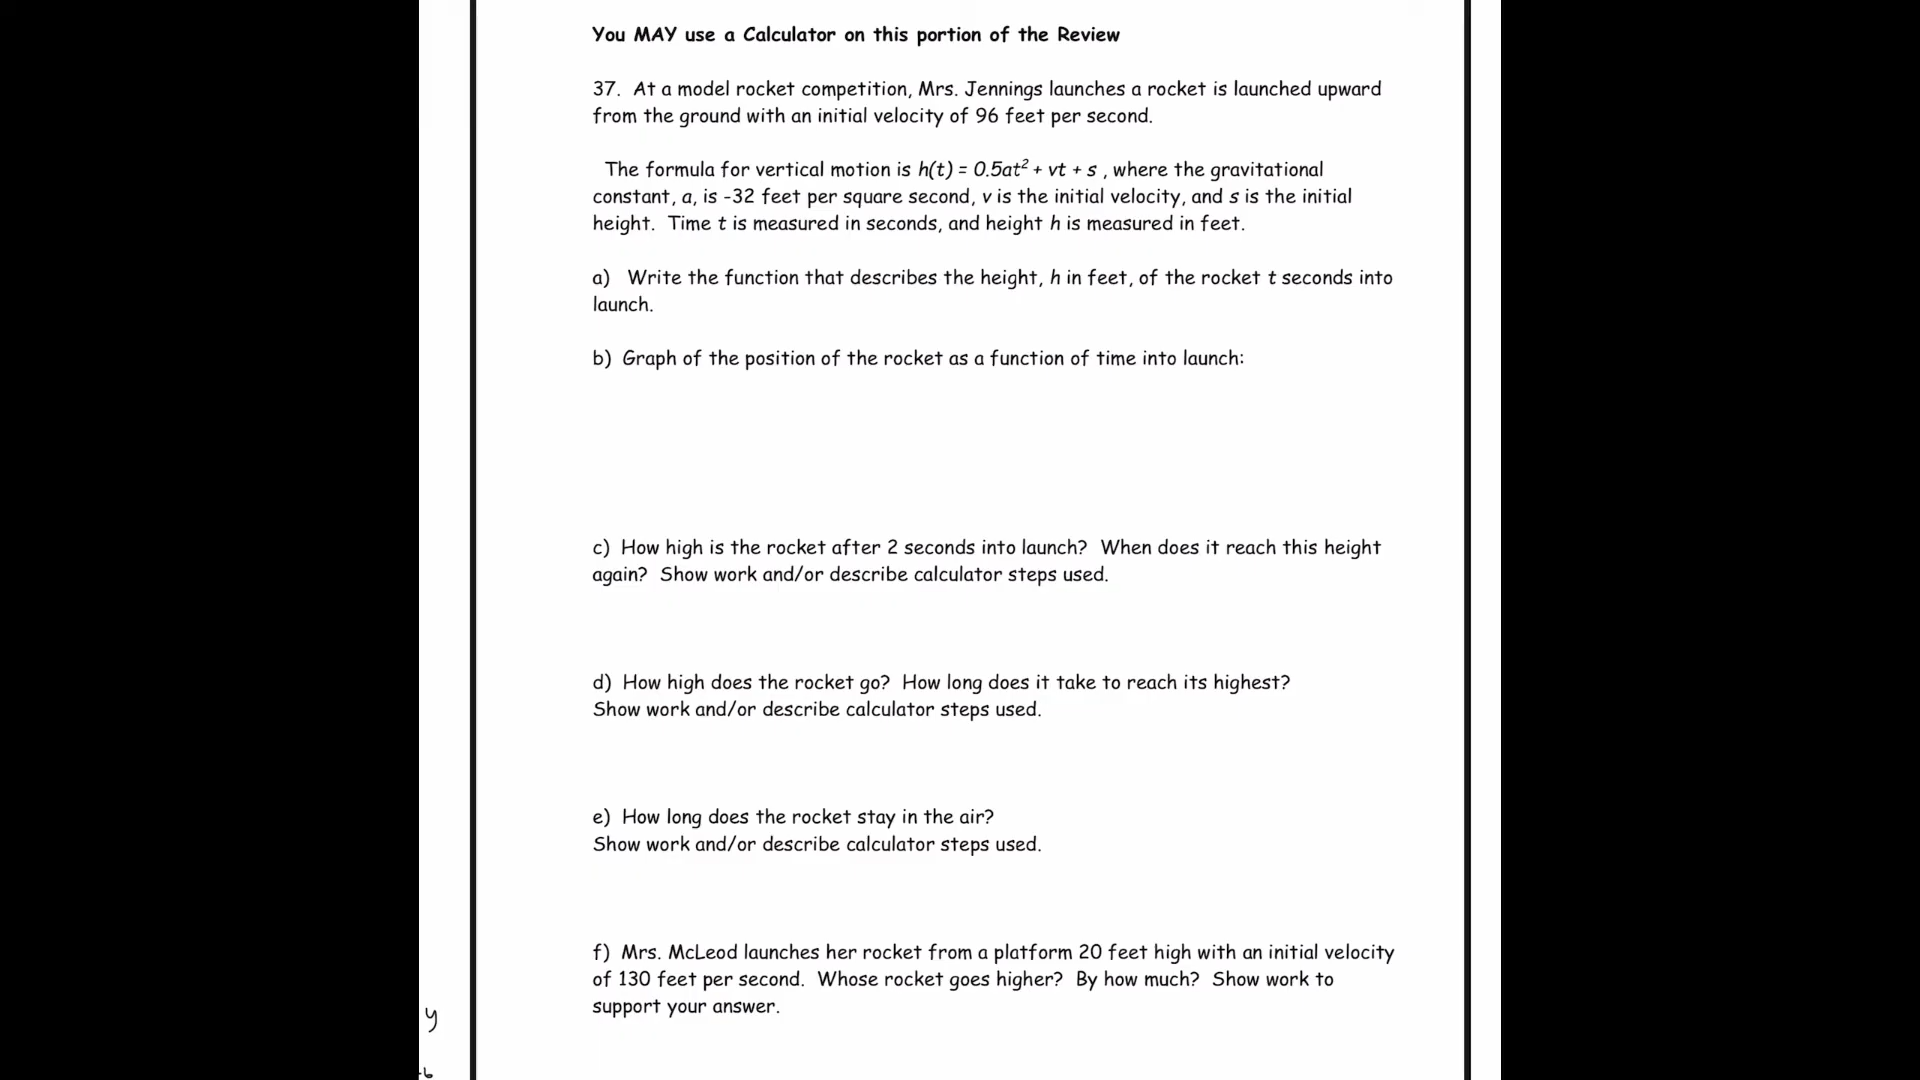 You MAY use a Calculator on this portion of the Review
37. At a model rocket competition, Mrs. Jennings launches a rocket is launched upward
from the ground with an initial velocity of 96 feet per second.
The formula for vertical motion is h(t) = 0.5at² + vt + s , where the gravitational
constant, a, is -32 feet per square second, v is the initial velocity, and s is the initial
height. Time t is measured in seconds, and height h is measured in feet.
a) Write the function that describes the height, h in feet, of the rocket t seconds into
launch.
b) Graph of the position of the rocket as a function of time into launch:
c) How high is the rocket after 2 seconds into launch? When does it reach this height
again? Show work and/or describe calculator steps used.
d) How high does the rocket go? How long does it take to reach its highest?
Show work and/or describe calculator steps used.
e) How long does the rocket stay in the air?
Show work and/or describe calculator steps used.
f) Mrs. McLeod launches her rocket from a platform 20 feet high with an initial velocity
of 130 feet per second. Whose rocket goes higher? By how much? Show work to
support your answer.
y